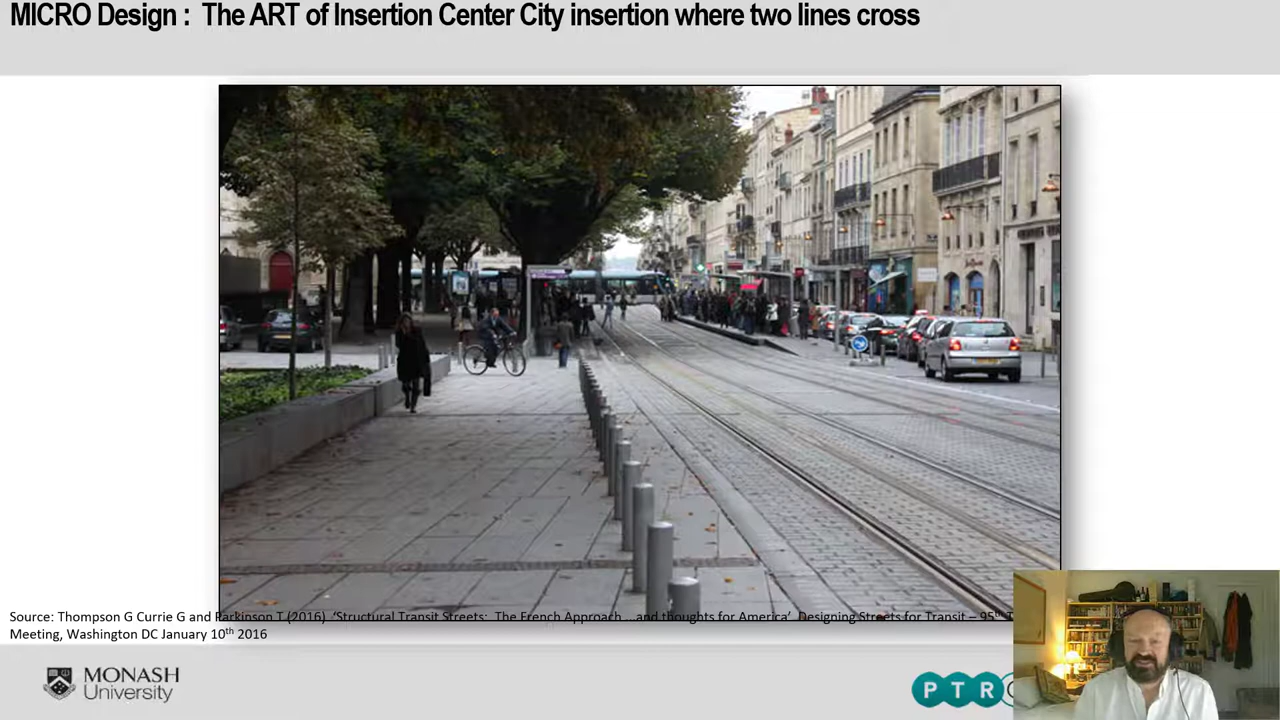 MICRO Design : The ART of Insertion Center City insertion where two lines cross
Source: Thompson G Currie G and Parkinson T (2016) 'Structural Transit Streets: The French Approach …and thoughts for America' Designing Streets for Transit – 95th T
Meeting, Washington DC January 10th 2016
MONASH
University
PTR